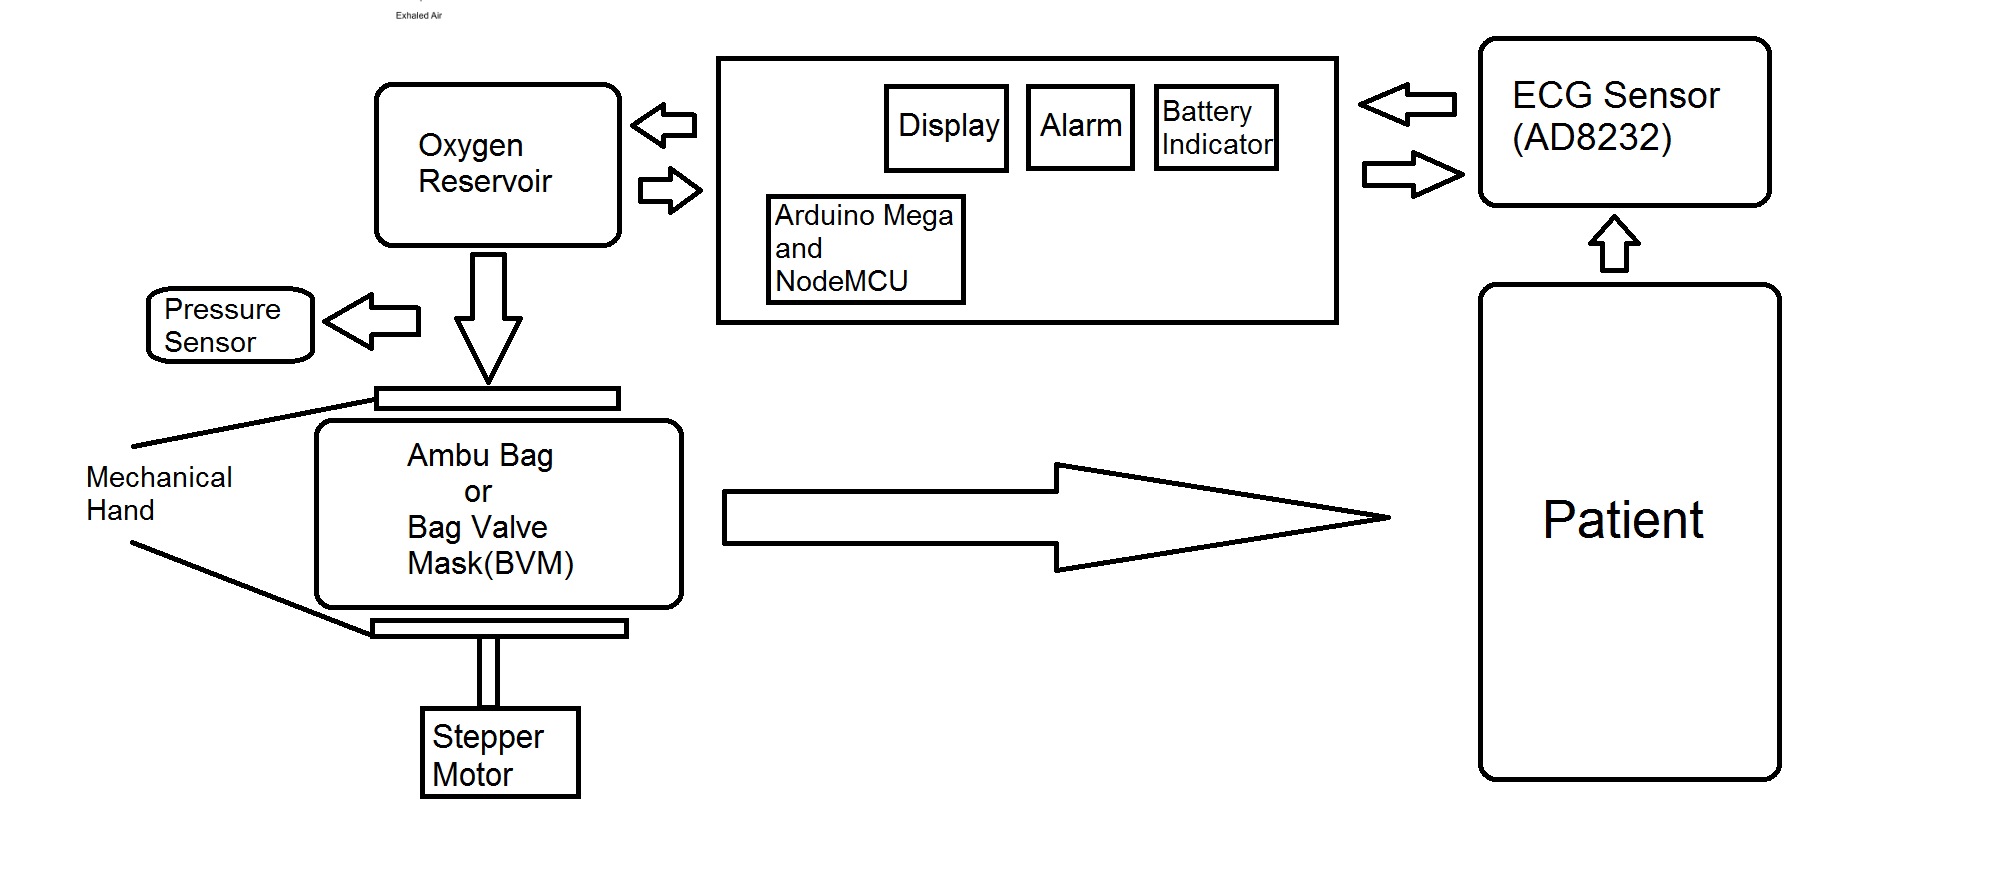 Exhaled Air
Oxygen
Reservoir
Display
Alarm
Battery
Indicator
Arduino Mega
and
NodeMCU
ECG Sensor
(AD8232)
Pressure
Sensor
Mechanical
Hand
Ambu Bag
or
Bag Valve
Mask(BVM)
Stepper
Motor
Patient